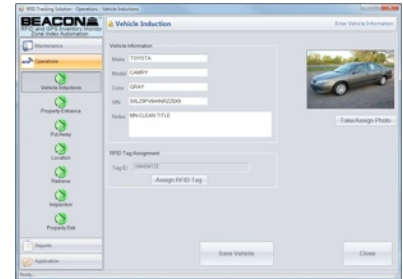 RFID Tracking Solution - Operations - Vehicle Inductions
BEACON
RFID and GPS Inventory Monitor
Zone Index Automation
Vehicle Induction
Enter Vehicle Information
Maintenance
Operations
Vehicle Inductions
Property Entrance
Put Away
Location
Retrieve
Inspection
Property Exit
Reports
Application
Vehicle Information
Make TOYOTA
Model CAMRY
Color GRAY
VIN
Notes MN CLEAN TITLE
Take/Assign Photo
RFID Tag Assignment
Tag ID
Assign RFID Tag
Save Vehicle
Close
Ready...